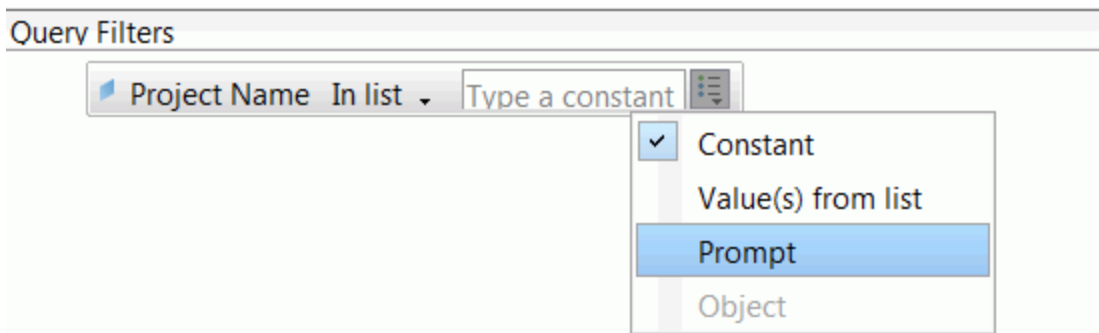 Query Filters
Project Name In list Type a constant
Constant
Value(s) from list
Prompt
Object